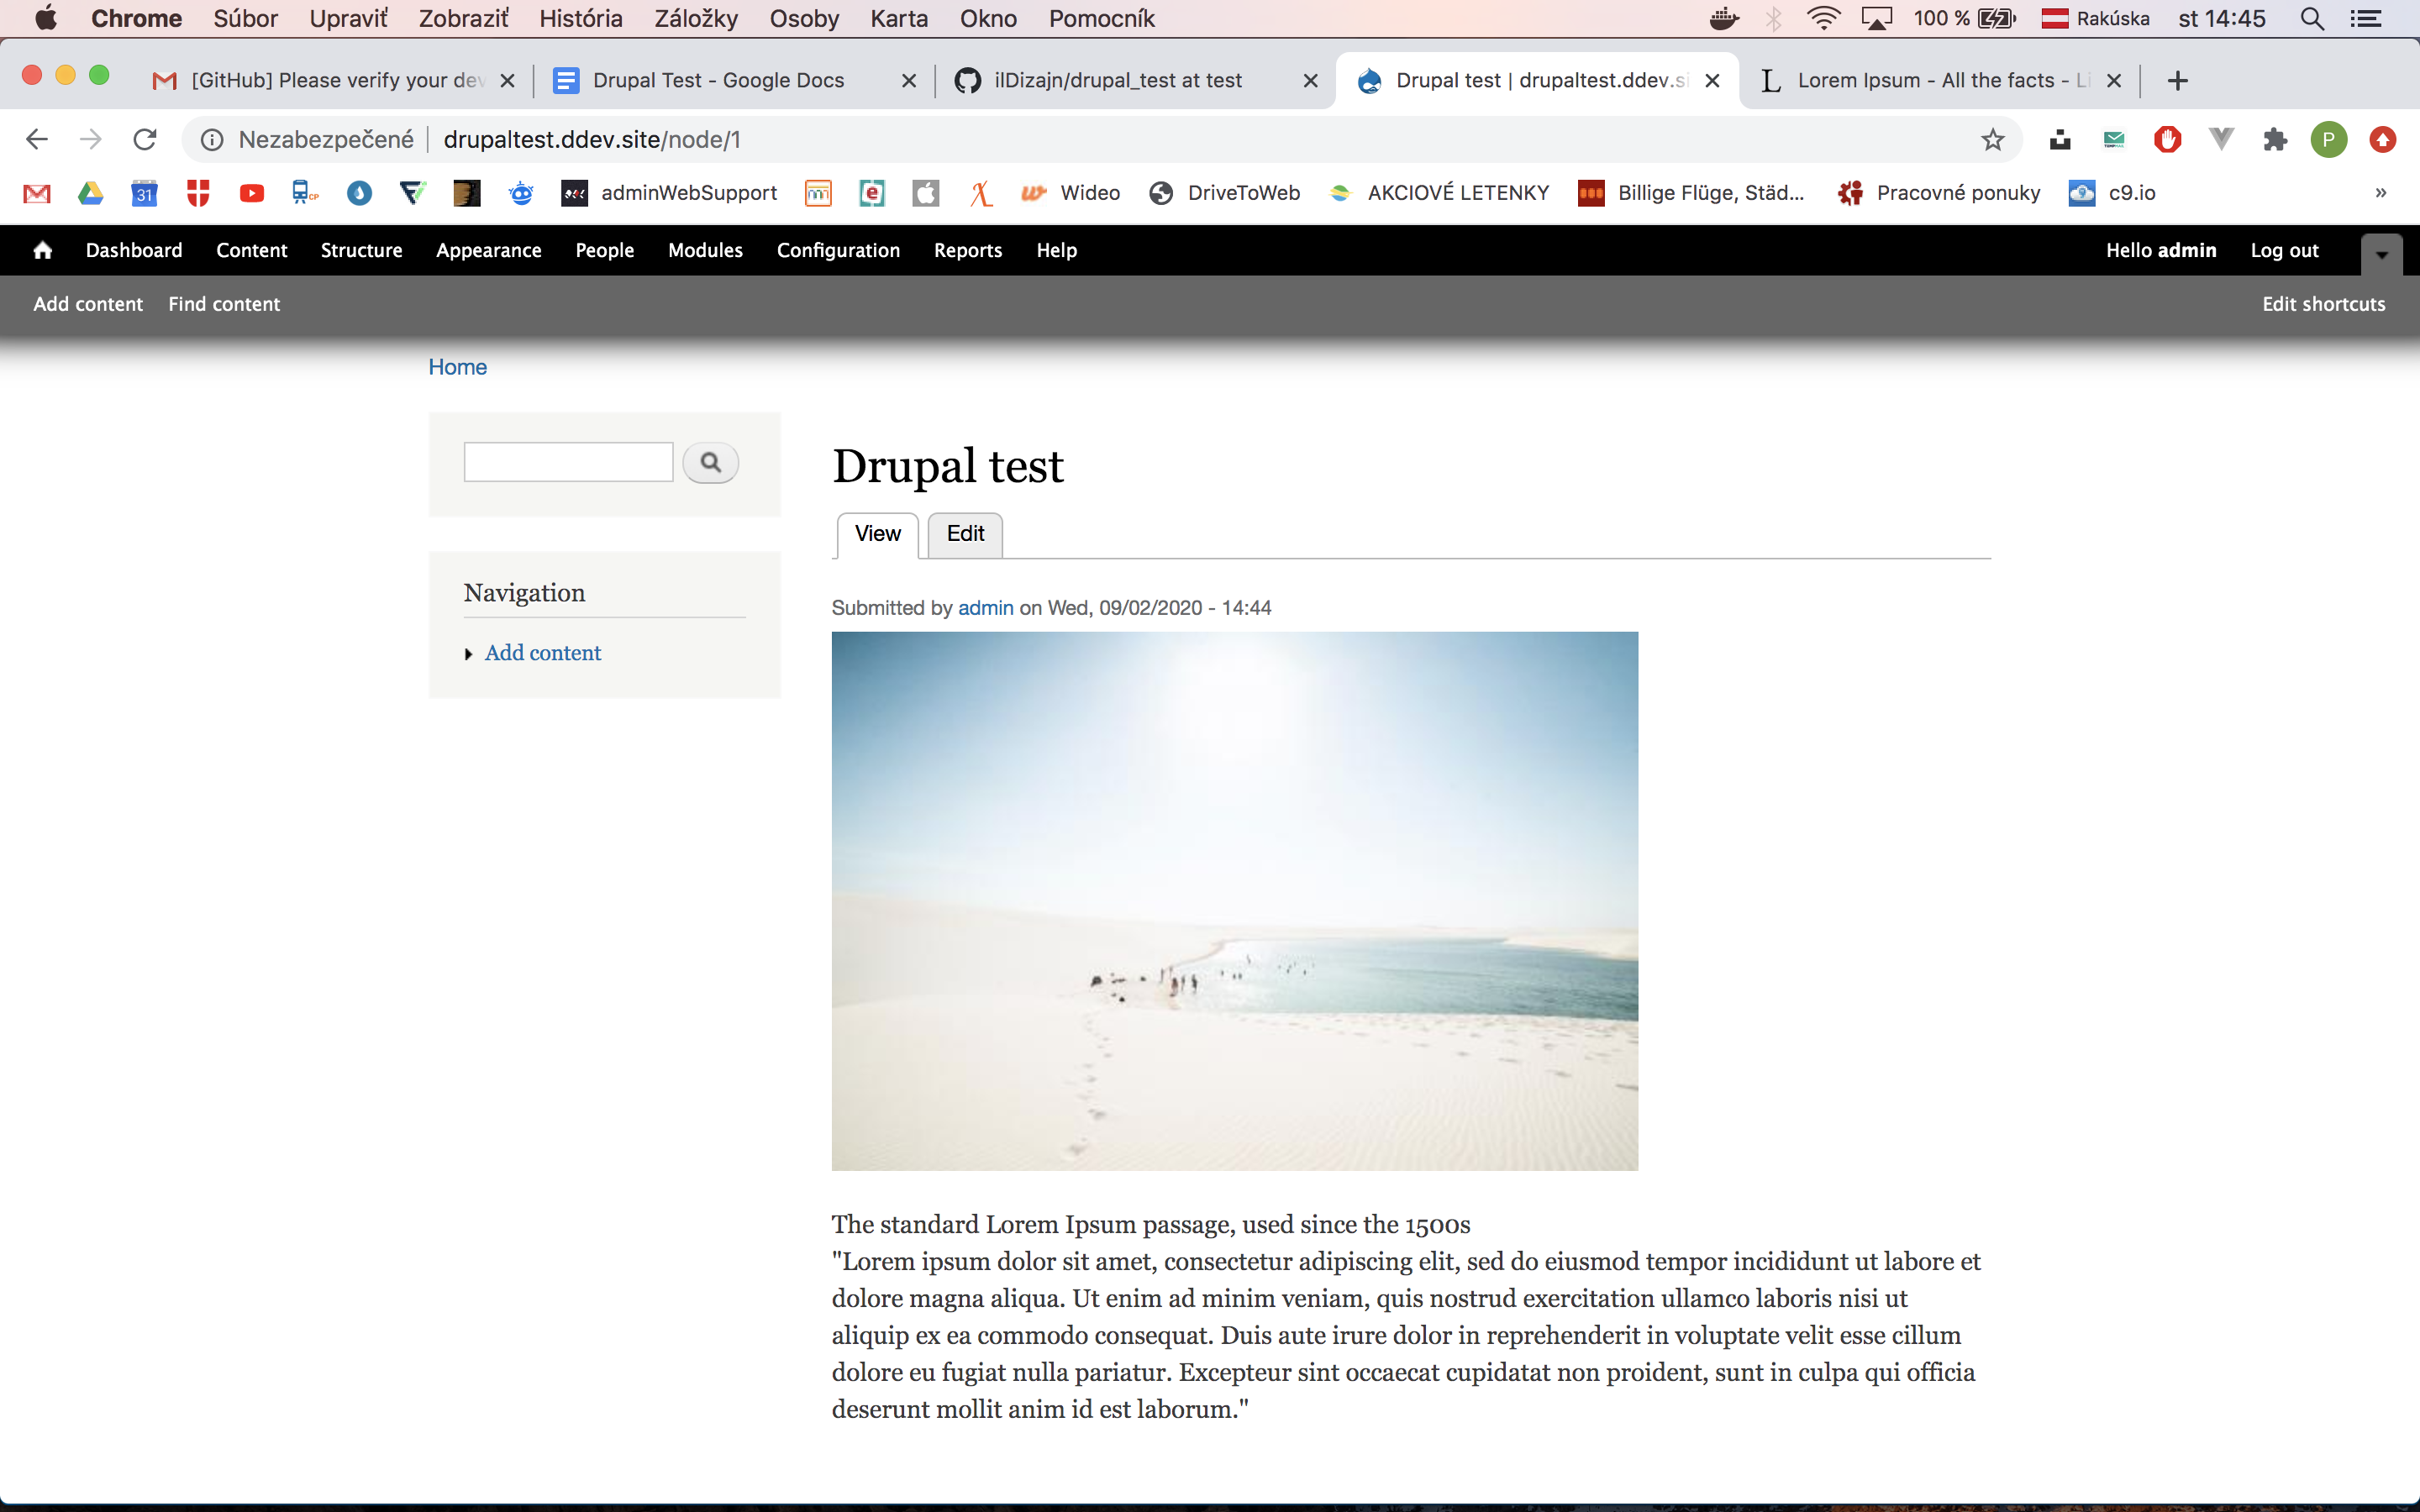 Chrome Súbor Upraviť Zobraziť História Záložky Osoby Karta Okno Pomocník 100 % Rakúska st 14:45
[GitHub] Please verify your dev Drupal Test - Google Docs ilDizajn/drupal_test at test Drupal test | drupaltest.ddev.si Lorem Ipsum - All the facts - Li
Nezabezpečené drupaltest.ddev.site/node/1 P
31 CP adminWebSupport Wideo DriveToWeb AKCIOVÉ LETENKY Billige Flüge, Städ... Pracovné ponuky c9.io »
Dashboard Content Structure Appearance People Modules Configuration Reports Help Hello admin Log out
Add content Find content Edit shortcuts
Home
Drupal test
View Edit
Navigation
Add content
Submitted by admin on Wed, 09/02/2020 - 14:44
The standard Lorem Ipsum passage, used since the 1500s
"Lorem ipsum dolor sit amet, consectetur adipiscing elit, sed do eiusmod tempor incididunt ut labore et
dolore magna aliqua. Ut enim ad minim veniam, quis nostrud exercitation ullamco laboris nisi ut
aliquip ex ea commodo consequat. Duis aute irure dolor in reprehenderit in voluptate velit esse cillum
dolore eu fugiat nulla pariatur. Excepteur sint occaecat cupidatat non proident, sunt in culpa qui officia
deserunt mollit anim id est laborum."